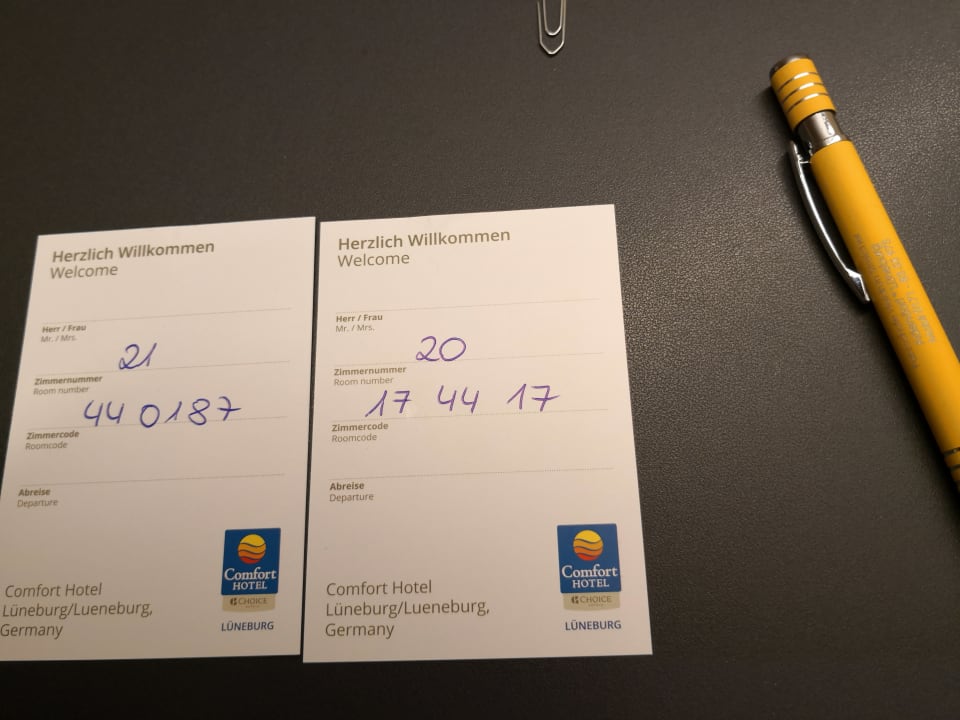 Herzlich Willkommen
Welcome
Herr / Frau
Mr. / Mrs.
21
Zimmernummer
Room number
44 0187
Zimmercode
Roomcode
Abreise
Departure
Comfort Hotel
Lüneburg/Lueneburg,
Germany
Comfort
HOTEL
CHOICE
LÜNEBURG
Herzlich Willkommen
Welcome
Herr / Frau
Mr. / Mrs.
20
Zimmernummer
Room number
17 44 17
Zimmercode
Roomcode
Abreise
Departure
Comfort Hotel
Lüneburg/Lueneburg,
Germany
Comfort
HOTEL
CHOICE
LÜNEBURG